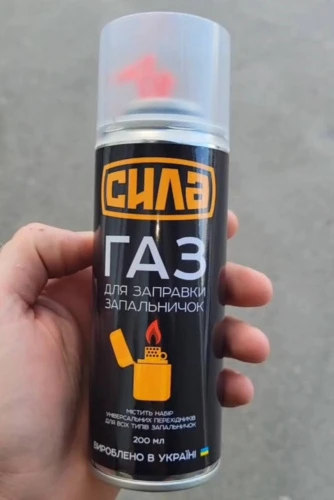 СИЛА
ГАЗ
ДЛЯ ЗАПРАВКИ
ЗАПАЛЬНИЧОК
МІСТИТЬ НАБІР
УНІВЕРСАЛЬНИХ ПЕРЕХІДНИКІВ
ДЛЯ ВСІХ ТИПІВ ЗАПАЛЬНИЧОК
200 МЛ
ВИРОБЛЕНО В УКРАЇНІ